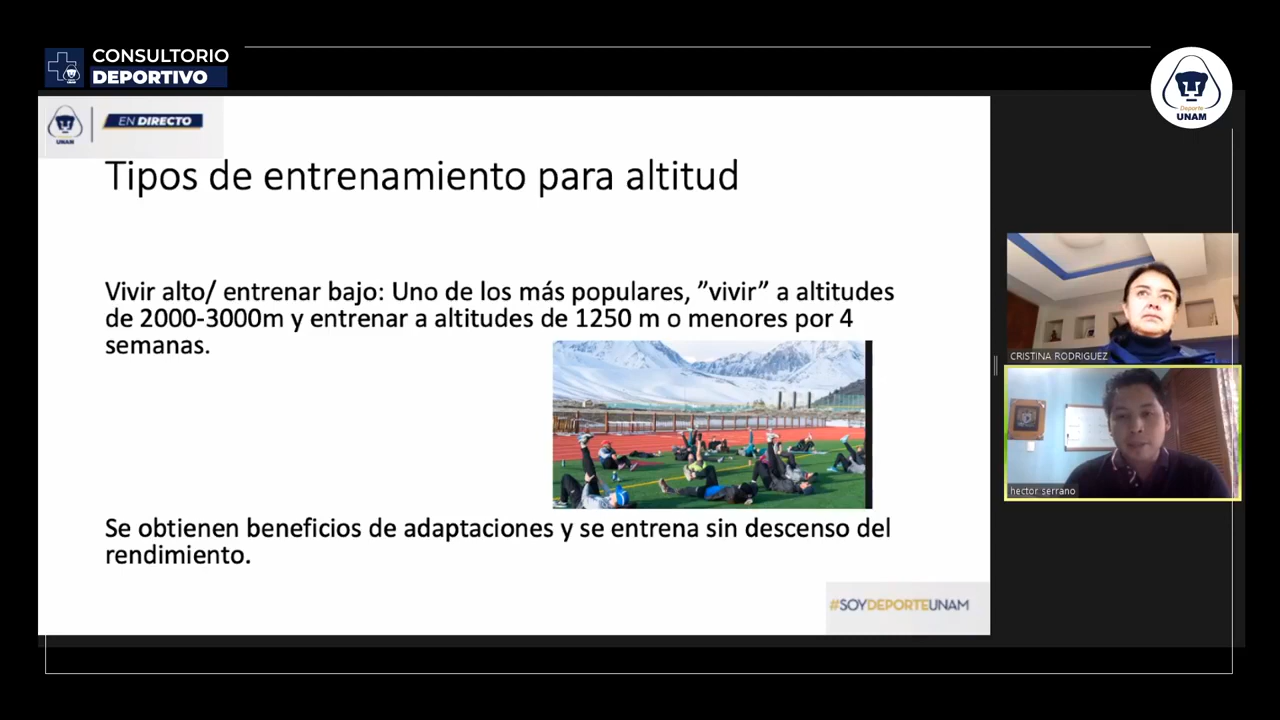 CONSULTORIO
DEPORTIVO
EN DIRECTO
UNAM
Deporte
UNAM
Tipos de entrenamiento para altitud
Vivir alto/ entrenar bajo: Uno de los más populares, ”vivir” a altitudes
de 2000-3000m y entrenar a altitudes de 1250 m o menores por 4
semanas.
Se obtienen beneficios de adaptaciones y se entrena sin descenso del
rendimiento.
#SOYDEPORTEUNAM
CRISTINA RODRIGUEZ
hector serrano